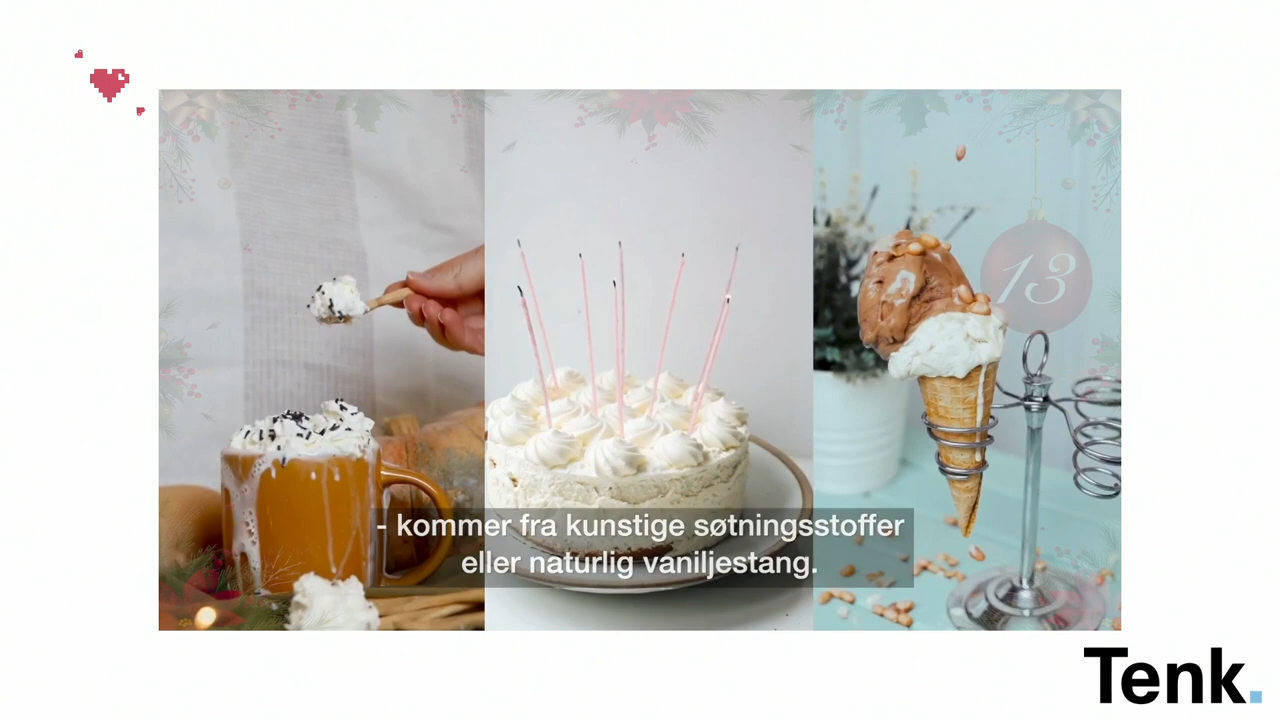 13
- kommer fra kunstige søtningsstoffer
eller naturlig vaniljestang.
Tenk.